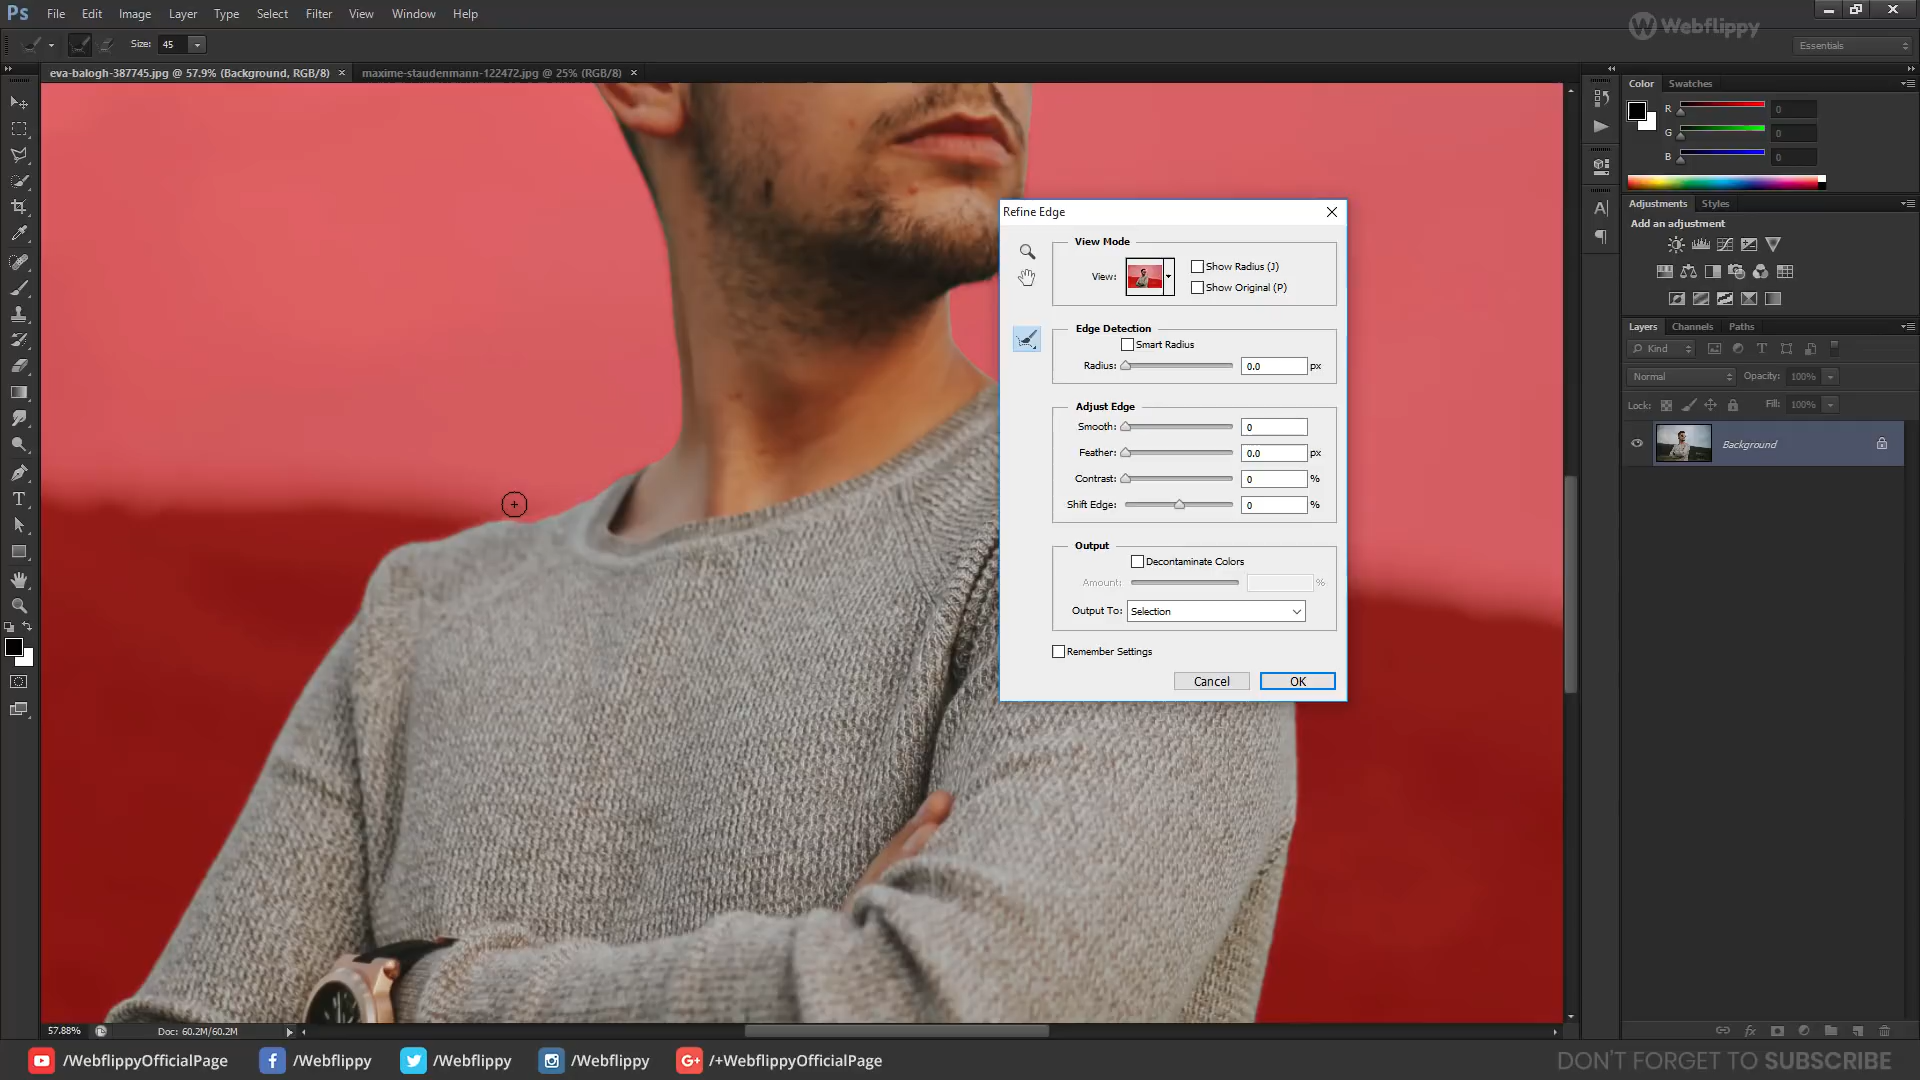 Ps File Edit Image Layer Type Select Filter View Window Help
Webflippy
Size: 45
Essentials
eva-balogh-387745.jpg @ 57.9% (Background, RGB/8) ×
maxime-staudenmann-122472.jpg @ 25% (RGB/8) ×
Color Swatches
R 0
G 0
B 0
Adjustments Styles
Add an adjustment
Layers Channels Paths
Kind
Normal Opacity: 100%
Lock: Fill: 100%
Background
Refine Edge
View Mode
View:
Show Radius (J)
Show Original (P)
Edge Detection
Smart Radius
Radius: 0.0 px
Adjust Edge
Smooth: 0
Feather: 0.0 px
Contrast: 0 %
Shift Edge: 0 %
Output
Decontaminate Colors
Amount: %
Output To: Selection
Remember Settings
Cancel OK
57.88% Doc: 60.2M/60.2M
/WebflippyOfficialPage
/Webflippy
/Webflippy
/Webflippy
/+WebflippyOfficialPage
DON'T FORGET TO SUBSCRIBE